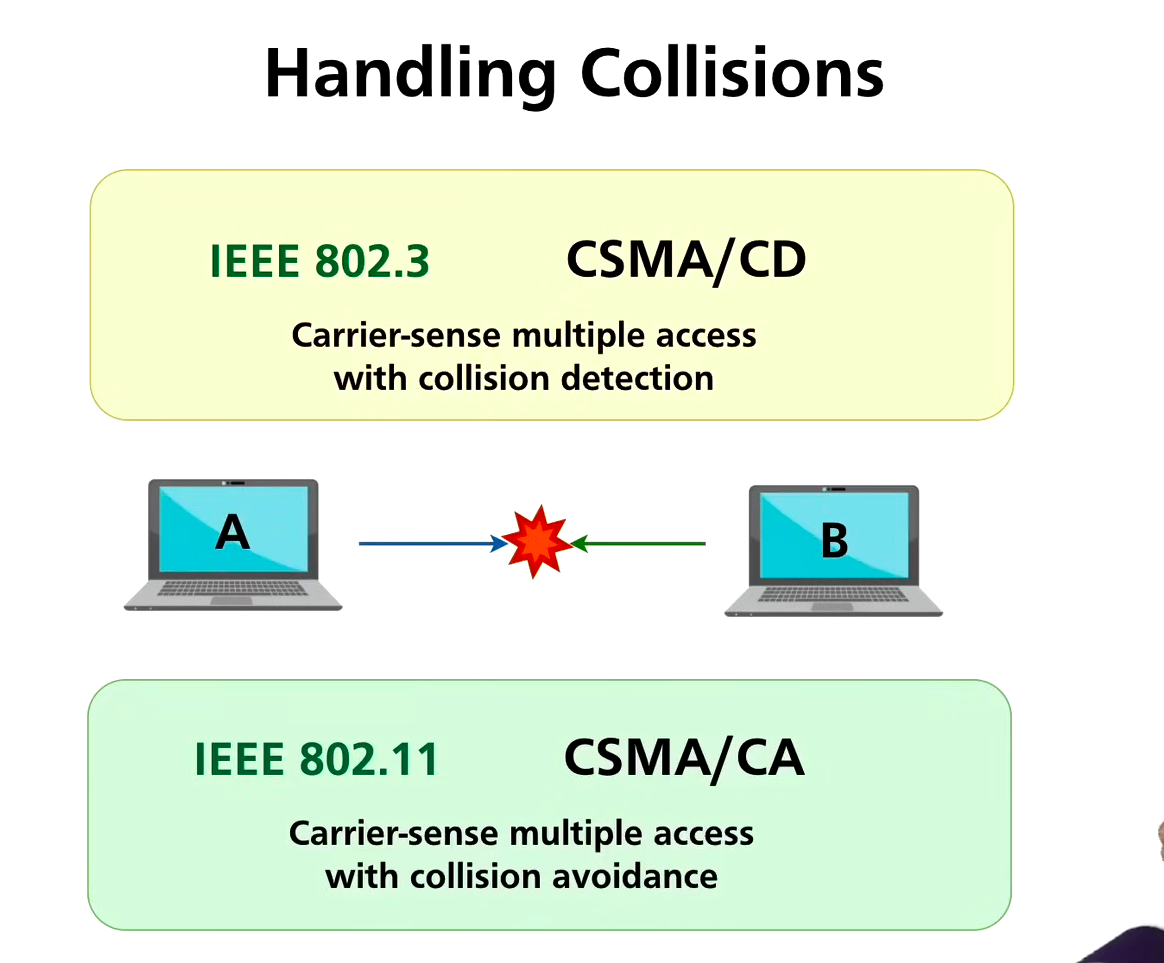 Handling Collisions
IEEE 802.3 CSMA/CD
Carrier-sense multiple access
with collision detection
A B
IEEE 802.11 CSMA/CA
Carrier-sense multiple access
with collision avoidance